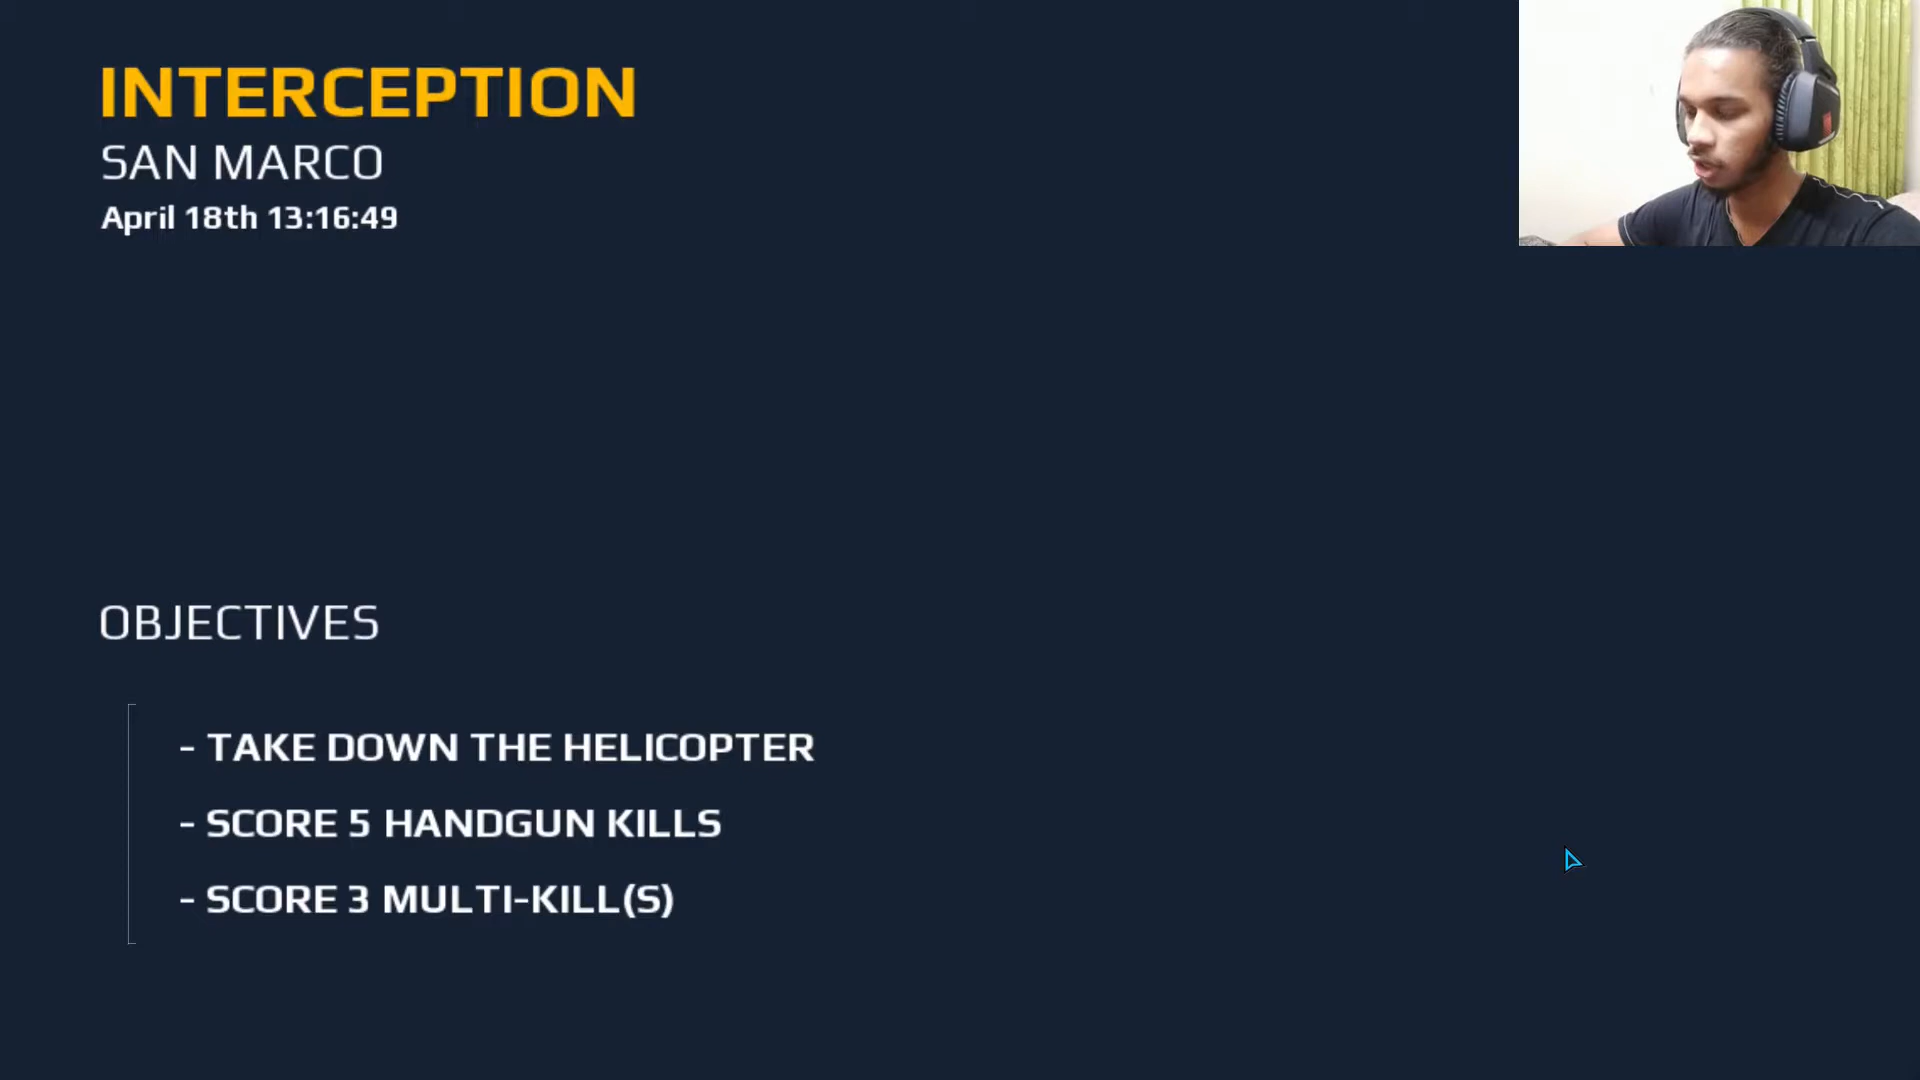 INTERCEPTION
SAN MARCO
April 18th 13:16:49
OBJECTIVES
- TAKE DOWN THE HELICOPTER
- SCORE 5 HANDGUN KILLS
- SCORE 3 MULTI-KILL(S)